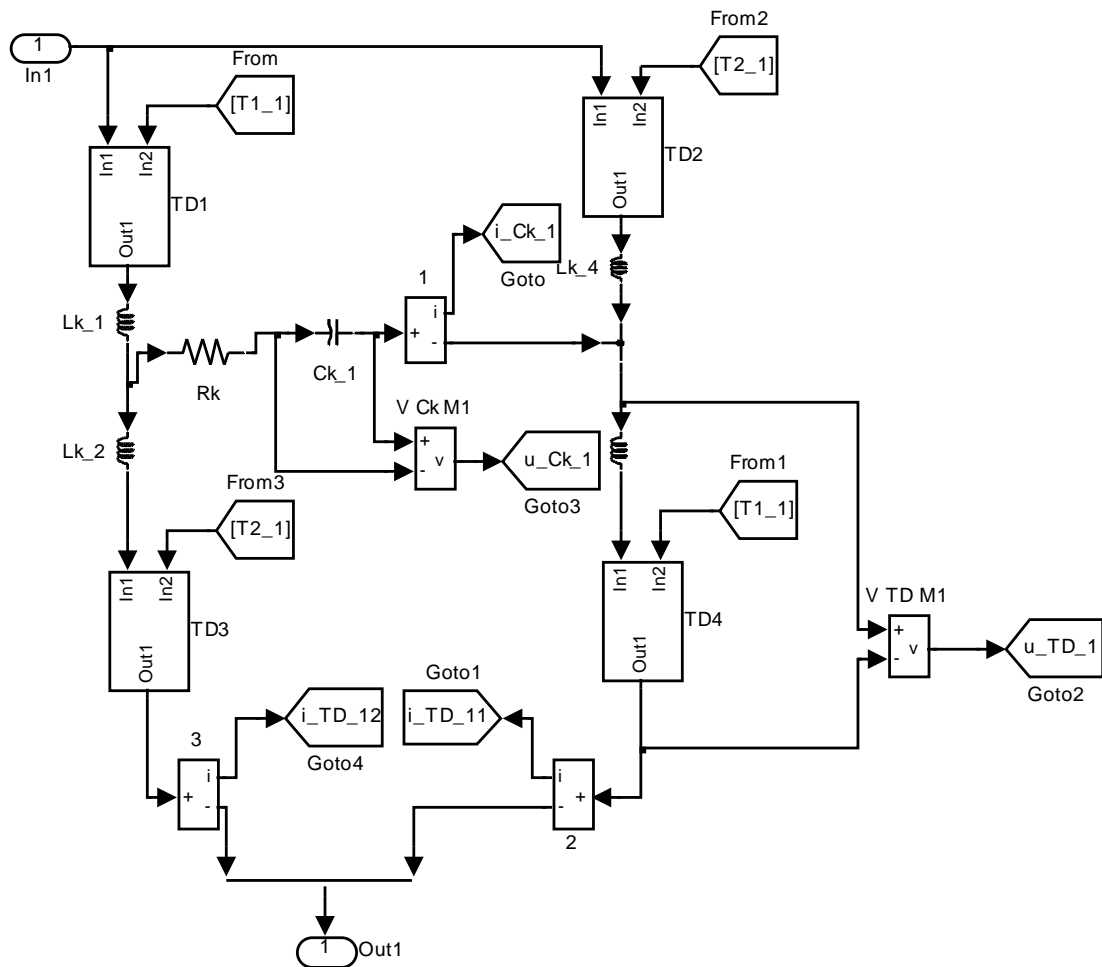 From2
1
In1
[T2_1]
From
[T1_1]
In1
In2
TD2
Out1
In1
In2
TD1
Out1
i_Ck_1
Goto
Lk_4
1
i
+
-
Lk_1
Rk
Ck_1
V Ck M1
+
-
v
u_Ck_1
Goto3
Lk_2
From3
[T2_1]
From1
[T1_1]
In1
In2
TD3
Out1
In1
In2
TD4
Out1
V TD M1
+
-
v
u_TD_1
Goto2
Goto1
i_TD_12
Goto4
i_TD_11
3
i
+
-
i
+
-
2
1
Out1